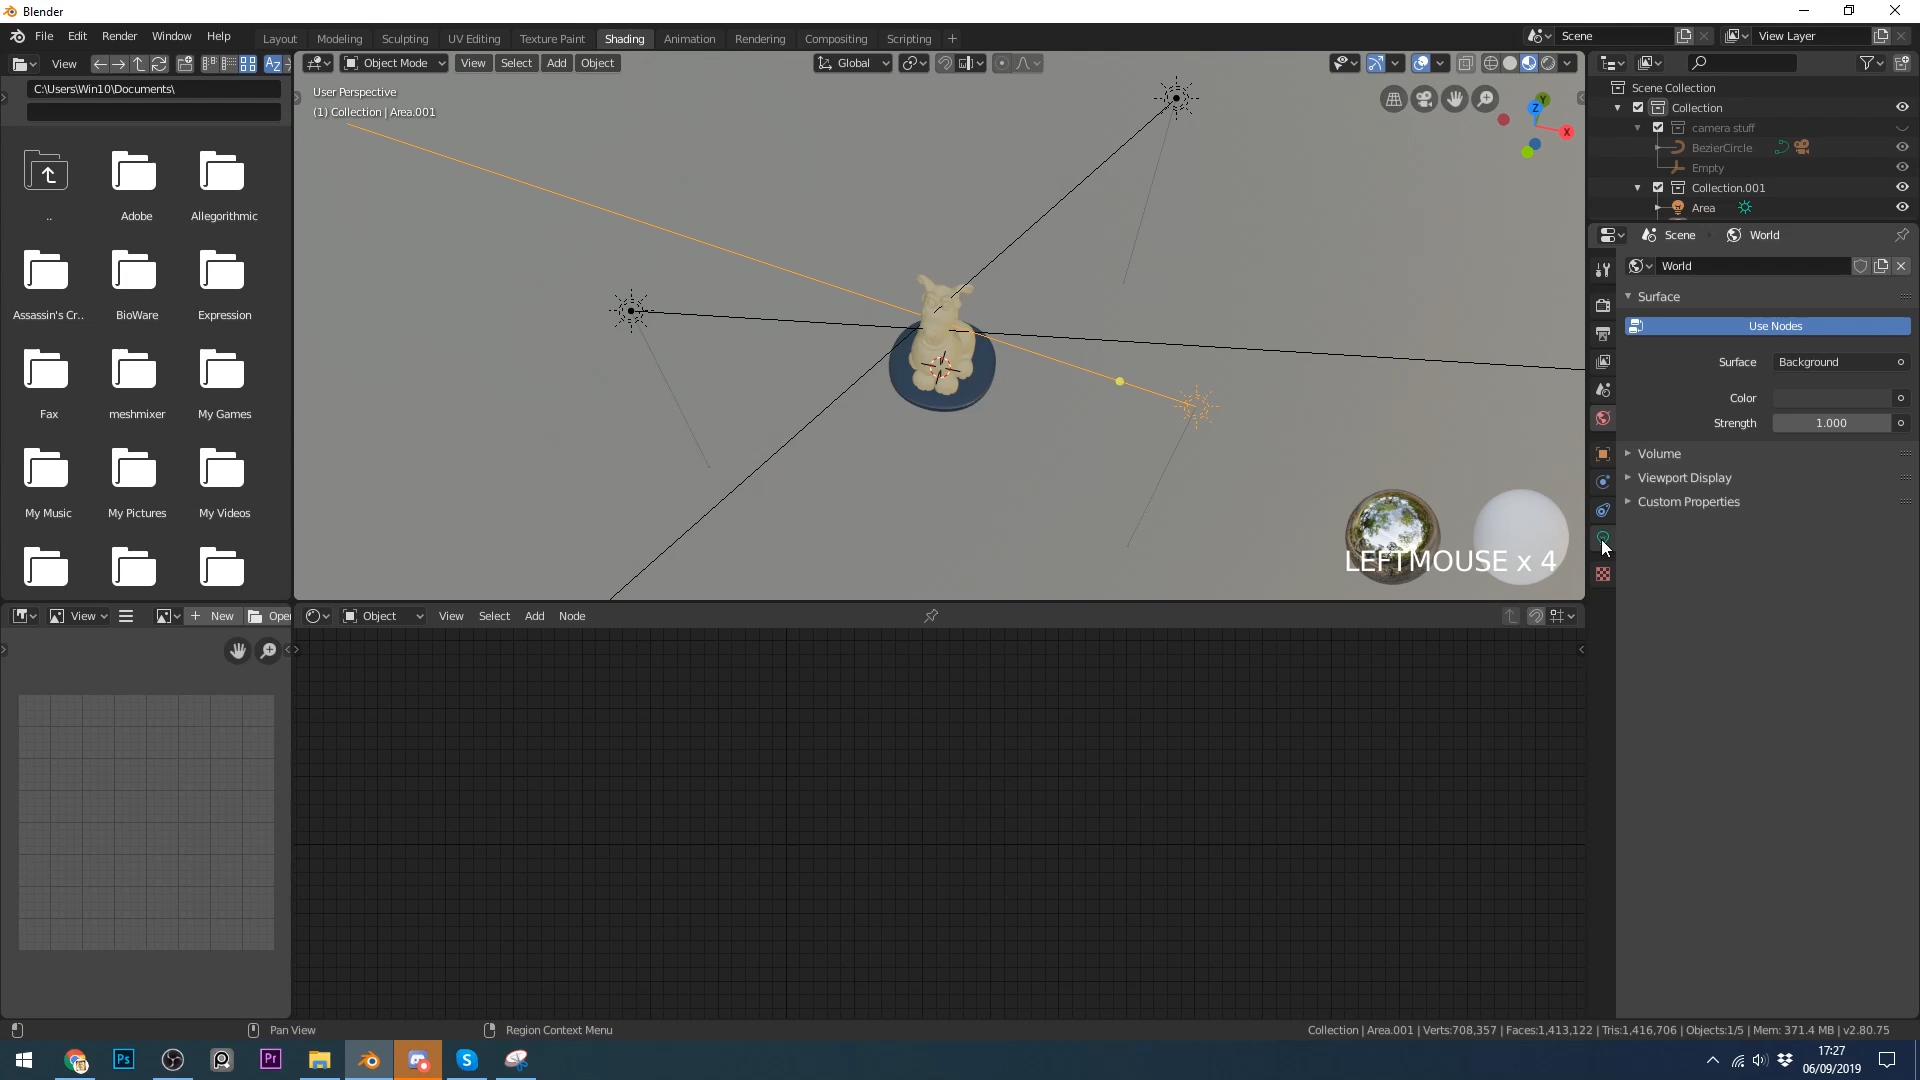 Blender
File Edit Render Window Help
Layout Modeling Sculpting UV Editing Texture Paint Shading Animation Rendering Compositing Scripting
Scene
View Layer
View
Object Mode View Select Add Object
Global
C:\Users\Win10\Documents\
User Perspective
(1) Collection | Area.001
Y
Z
X
Scene Collection
Collection
camera stuff
BezierCircle
Empty
Collection.001
Area
..
Adobe
Allegorithmic
Assassin's Cr..
BioWare
Expression
Fax
meshmixer
My Games
My Music
My Pictures
My Videos
Scene World
World
Surface
Use Nodes
Surface Background
Color
Strength 1.000
Volume
Viewport Display
Custom Properties
LEFTMOUSE x 4
View
New
Open
Object View Select Add Node
Pan View
Region Context Menu
Collection | Area.001 | Verts:708,357 | Faces:1,413,122 | Tris:1,416,706 | Objects:1/5 | Mem: 371.4 MB | v2.80.75
Ps
Pr
17:27
06/09/2019